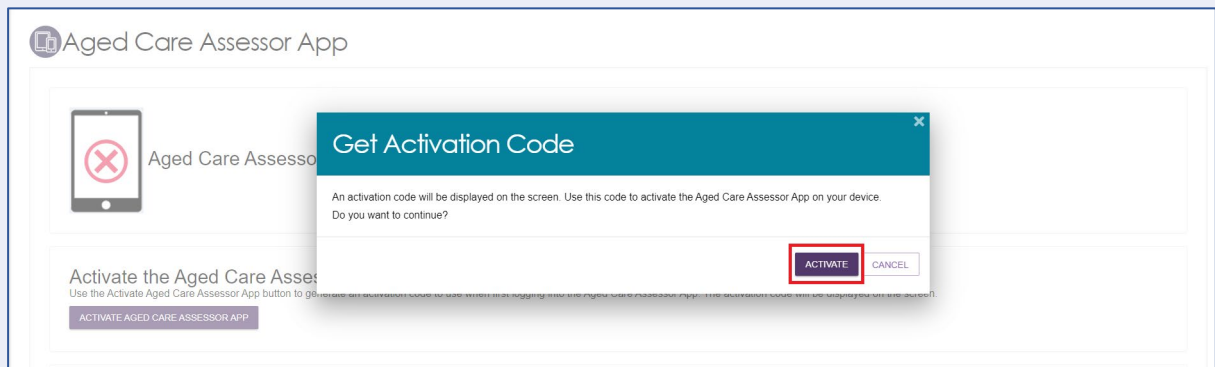 Aged Care Assessor App
Get Activation Code
Aged Care Assesso
An activation code will be displayed on the screen. Use this code to activate the Aged Care Assessor App on your device.
Do you want to continue?
ACTIVATE
CANCEL
Activate the Aged Care Asses
Use the Activate Aged Care Assessor App button to generate an activation code to use when first logging into the Aged Care Assessor App. The activation code will be displayed on the screen.
ACTIVATE AGED CARE ASSESSOR APP